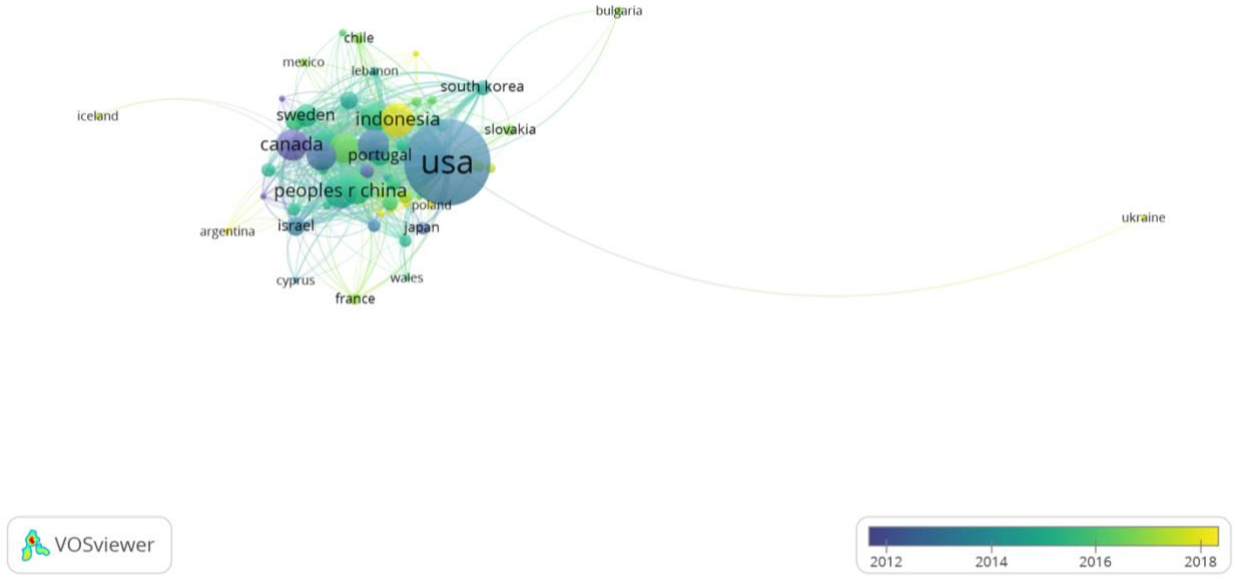 bulgaria
chile
mexico
lebanon
south korea
iceland
sweden
indonesia
slovakia
canada
portugal
usa
peoples r china
poland
ukraine
argentina
israel
japan
cyprus
wales
france
VOSviewer
2012
2014
2016
2018